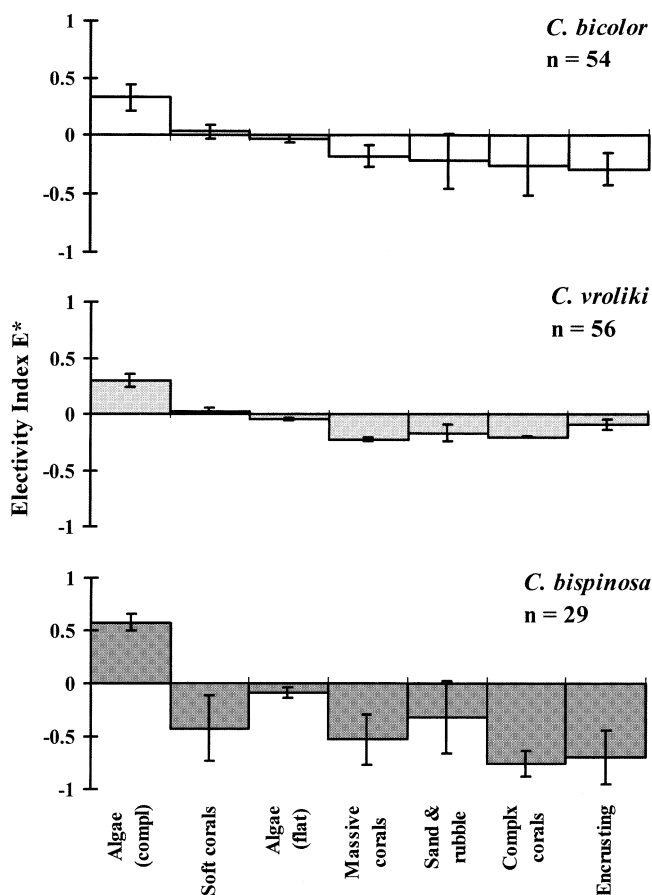 C. bicolor
n = 54
1
0.5
0
-0.5
-1
C. vroliki
n = 56
1
0.5
0
-0.5
-1
Electivity Index E*
C. bispinosa
n = 29
1
0.5
0
-0.5
-1
Algae
(compl)
Soft corals
Algae
(flat)
Massive
corals
Sand &
rubble
Complx
corals
Encrusting